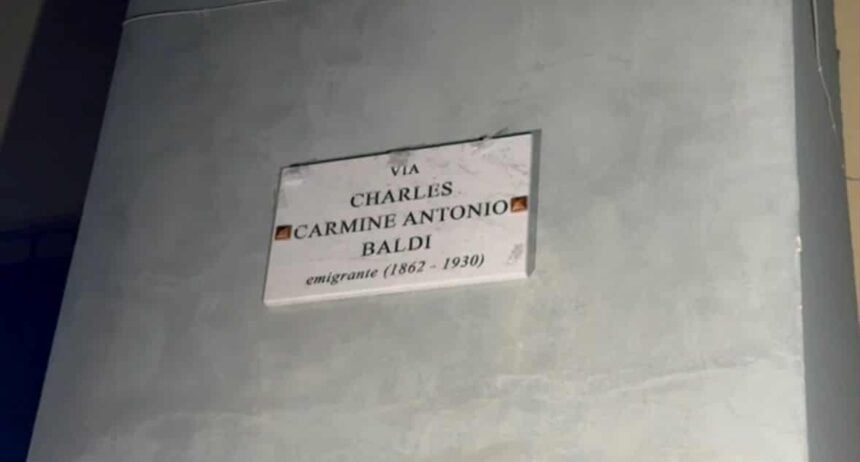 VIA
CHARLES
CARMINE ANTONIO
BALDI
emigrante (1862 - 1930)